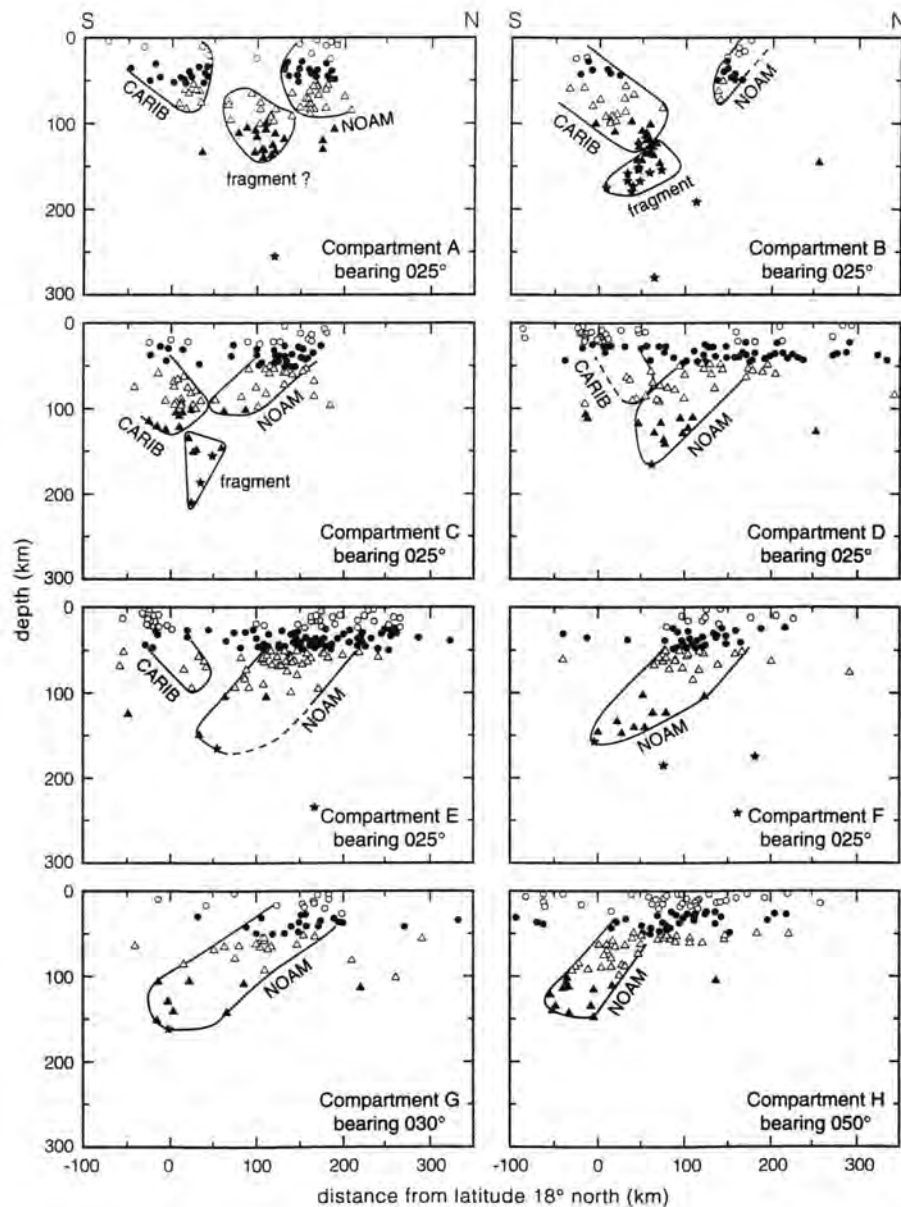 S
N
S
N
0
100
200
300
CARIB
NOAM
fragment ?
Compartment A
bearing 025°
CARIB
NOAM
fragment
Compartment B
bearing 025°
0
100
200
300
CARIB
NOAM
fragment
Compartment C
bearing 025°
CARIB
NOAM
Compartment D
bearing 025°
depth (km)
0
100
200
300
CARIB
NOAM
Compartment E
bearing 025°
NOAM
Compartment F
bearing 025°
0
100
200
300
NOAM
Compartment G
bearing 030°
NOAM
Compartment H
bearing 050°
-100 0 100 200 300
-100 0 100 200 300
distance from latitude 18° north (km)